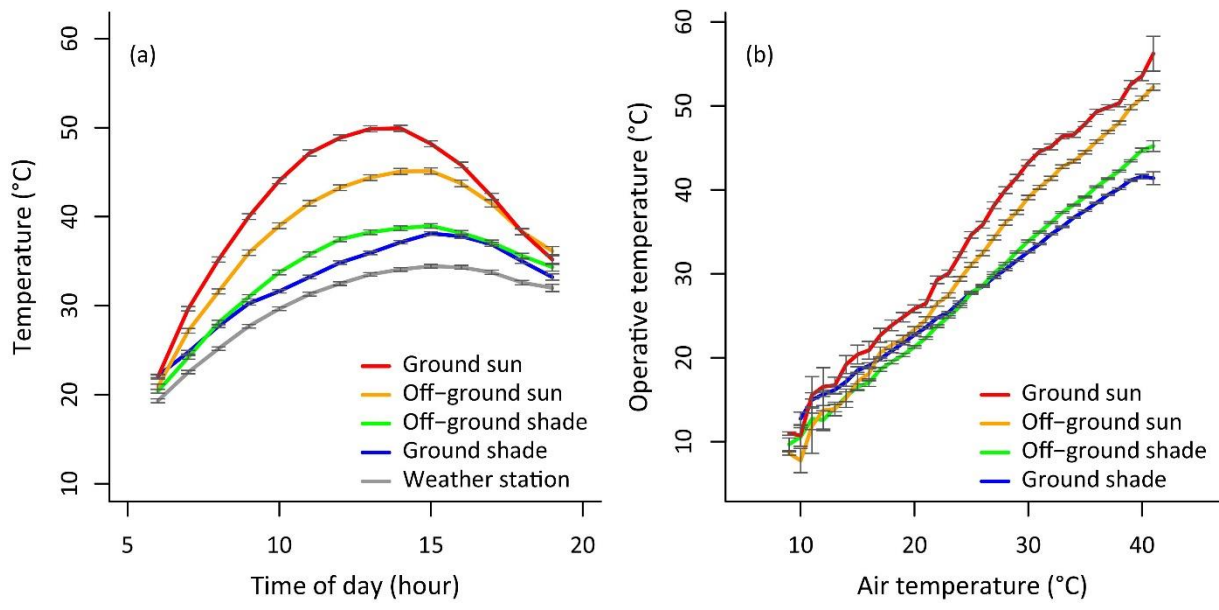 (a)
Temperature (°C)
60
50
40
30
20
10
Ground sun
Off−ground sun
Off−ground shade
Ground shade
Weather station
5
10
15
20
Time of day (hour)
(b)
Operative temperature (°C)
60
50
40
30
20
10
Ground sun
Off−ground sun
Off−ground shade
Ground shade
10
20
30
40
Air temperature (°C)